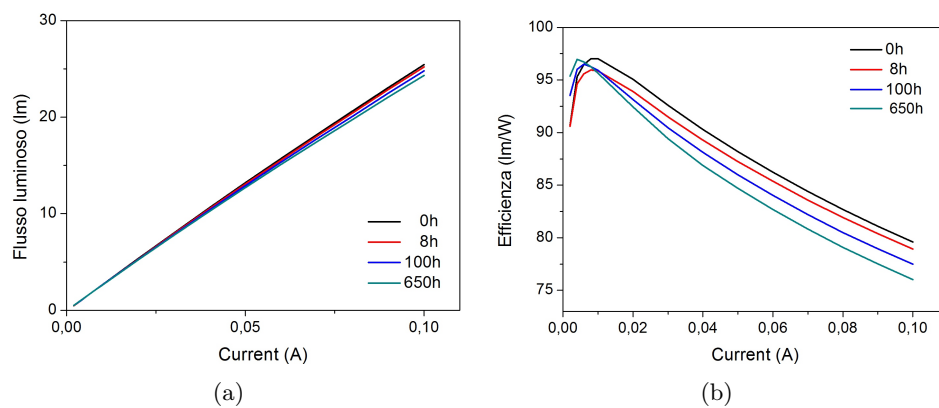 Flusso luminoso (lm)
30
20
10
0
0,00
0,05
0,10
Current (A)
0h
8h
100h
650h
(a)
Efficienza (lm/W)
100
95
90
85
80
75
0,00
0,02
0,04
0,06
0,08
0,10
Current (A)
0h
8h
100h
650h
(b)